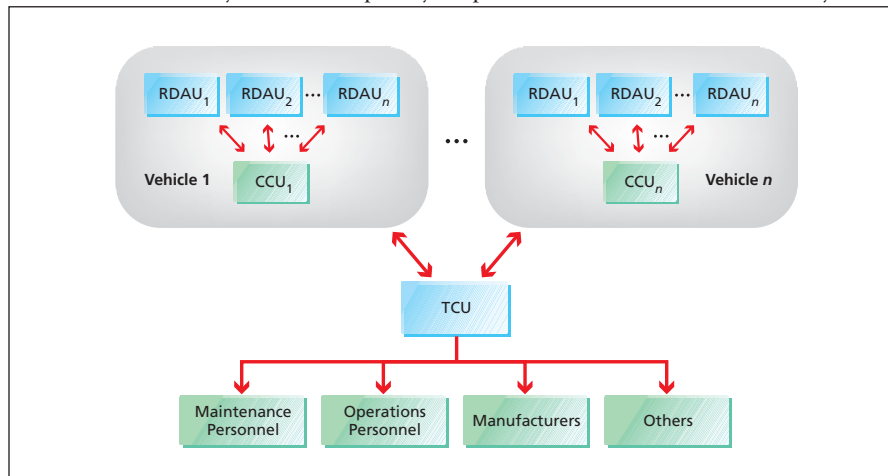 RDAU1 RDAU2 ... RDAUn
...
CCU1
Vehicle 1
...
RDAU1 RDAU2 ... RDAUn
...
CCUn
Vehicle n
TCU
Maintenance
Personnel
Operations
Personnel
Manufacturers
Others